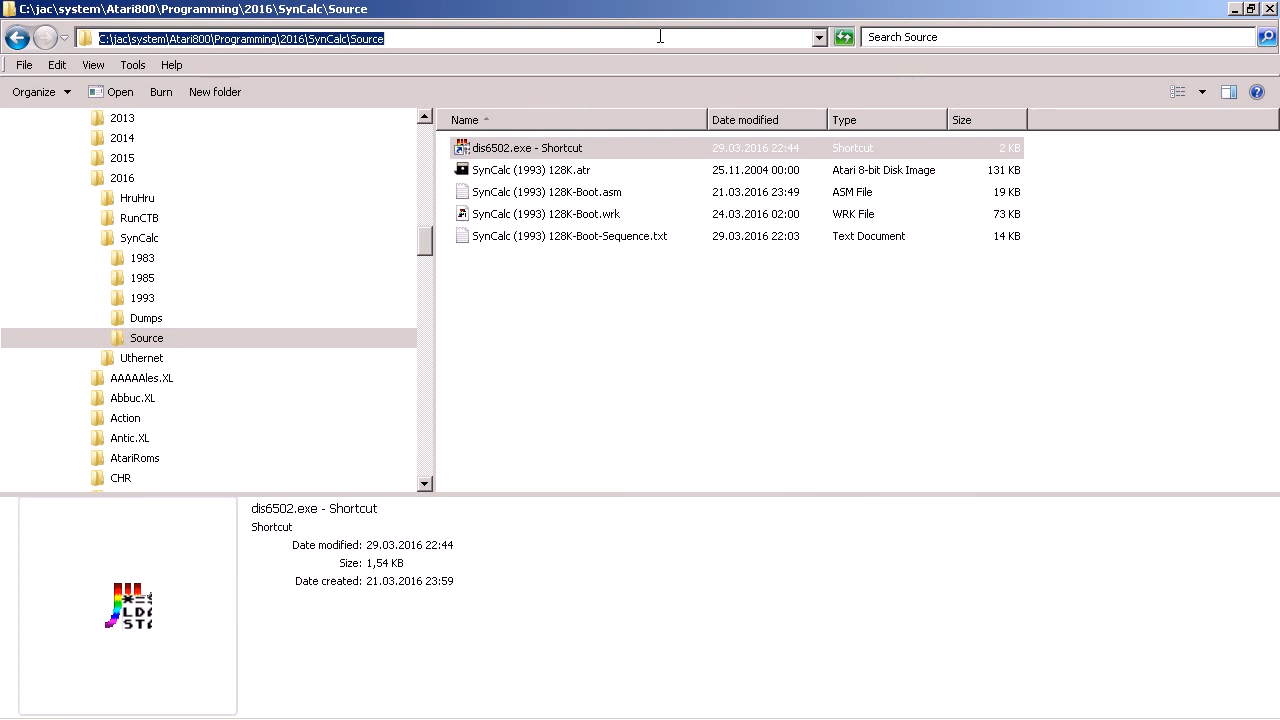 C:\jac\system\Atari800\Programming\2016\SynCalc\Source
C:\jac\system\Atari800\Programming\2016\SynCalc\Source
Search Source
File Edit View Tools Help
Organize Open Burn New folder
2013
2014
2015
2016
HruHru
RunCTB
SynCalc
1983
1985
1993
Dumps
Source
Uthernet
AAAAAles.XL
Abbuc.XL
Action
Antic.XL
AtariRoms
CHR
Name Date modified Type Size
dis6502.exe - Shortcut 29.03.2016 22:44 Shortcut 2 KB
SynCalc (1993) 128K.atr 25.11.2004 00:00 Atari 8-bit Disk Image 131 KB
SynCalc (1993) 128K-Boot.asm 21.03.2016 23:49 ASM File 19 KB
SynCalc (1993) 128K-Boot.wrk 24.03.2016 02:00 WRK File 73 KB
SynCalc (1993) 128K-Boot-Sequence.txt 29.03.2016 22:03 Text Document 14 KB
dis6502.exe - Shortcut
Shortcut
Date modified: 29.03.2016 22:44
Size: 1,54 KB
Date created: 21.03.2016 23:59